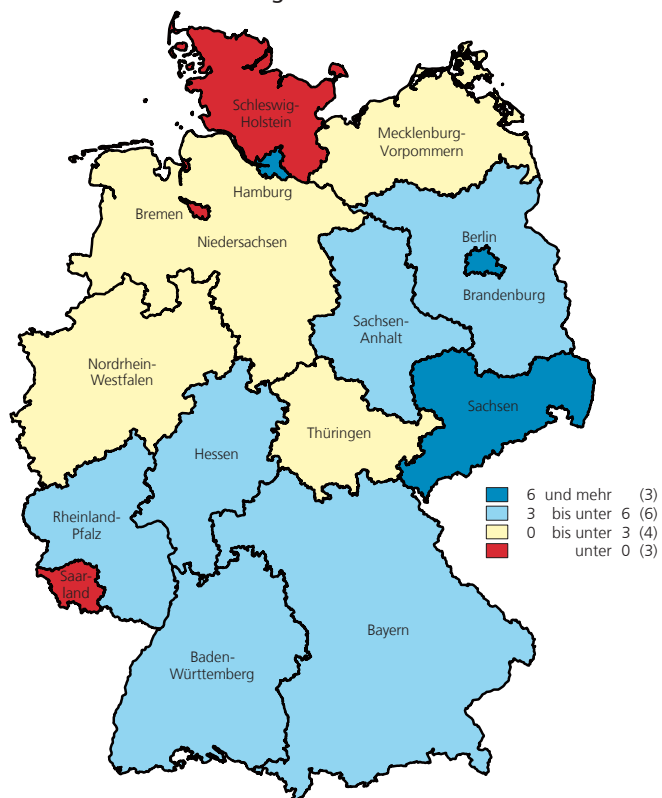 Schleswig-
Holstein
Mecklenburg-
Vorpommern
Hamburg
Bremen
Niedersachsen
Berlin
Brandenburg
Sachsen-
Anhalt
Nordrhein-
Westfalen
Sachsen
Thüringen
Hessen
6 und mehr (3)
3 bis unter 6 (6)
0 bis unter 3 (4)
unter 0 (3)
Rheinland-
Pfalz
Saar-
land
Bayern
Baden-
Württemberg